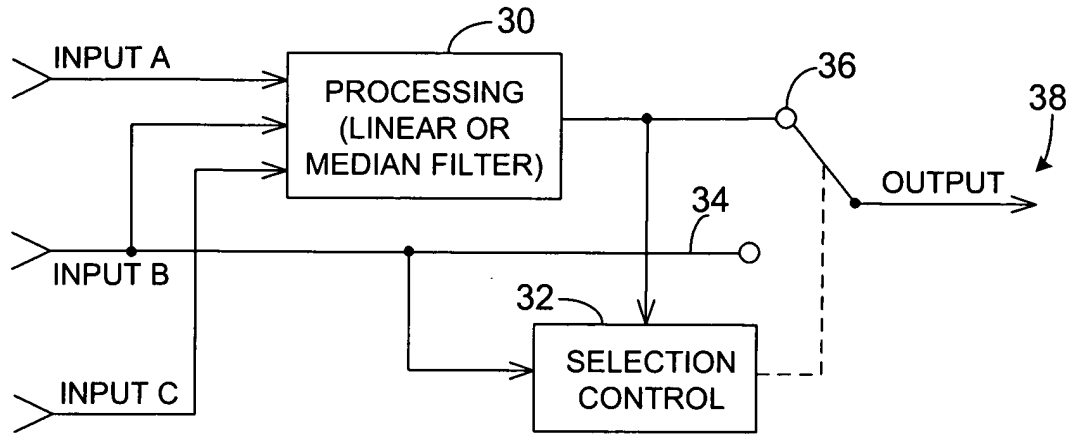 30
INPUT A
PROCESSING
(LINEAR OR
MEDIAN FILTER)
36
38
OUTPUT
34
INPUT B
32
SELECTION
CONTROL
INPUT C